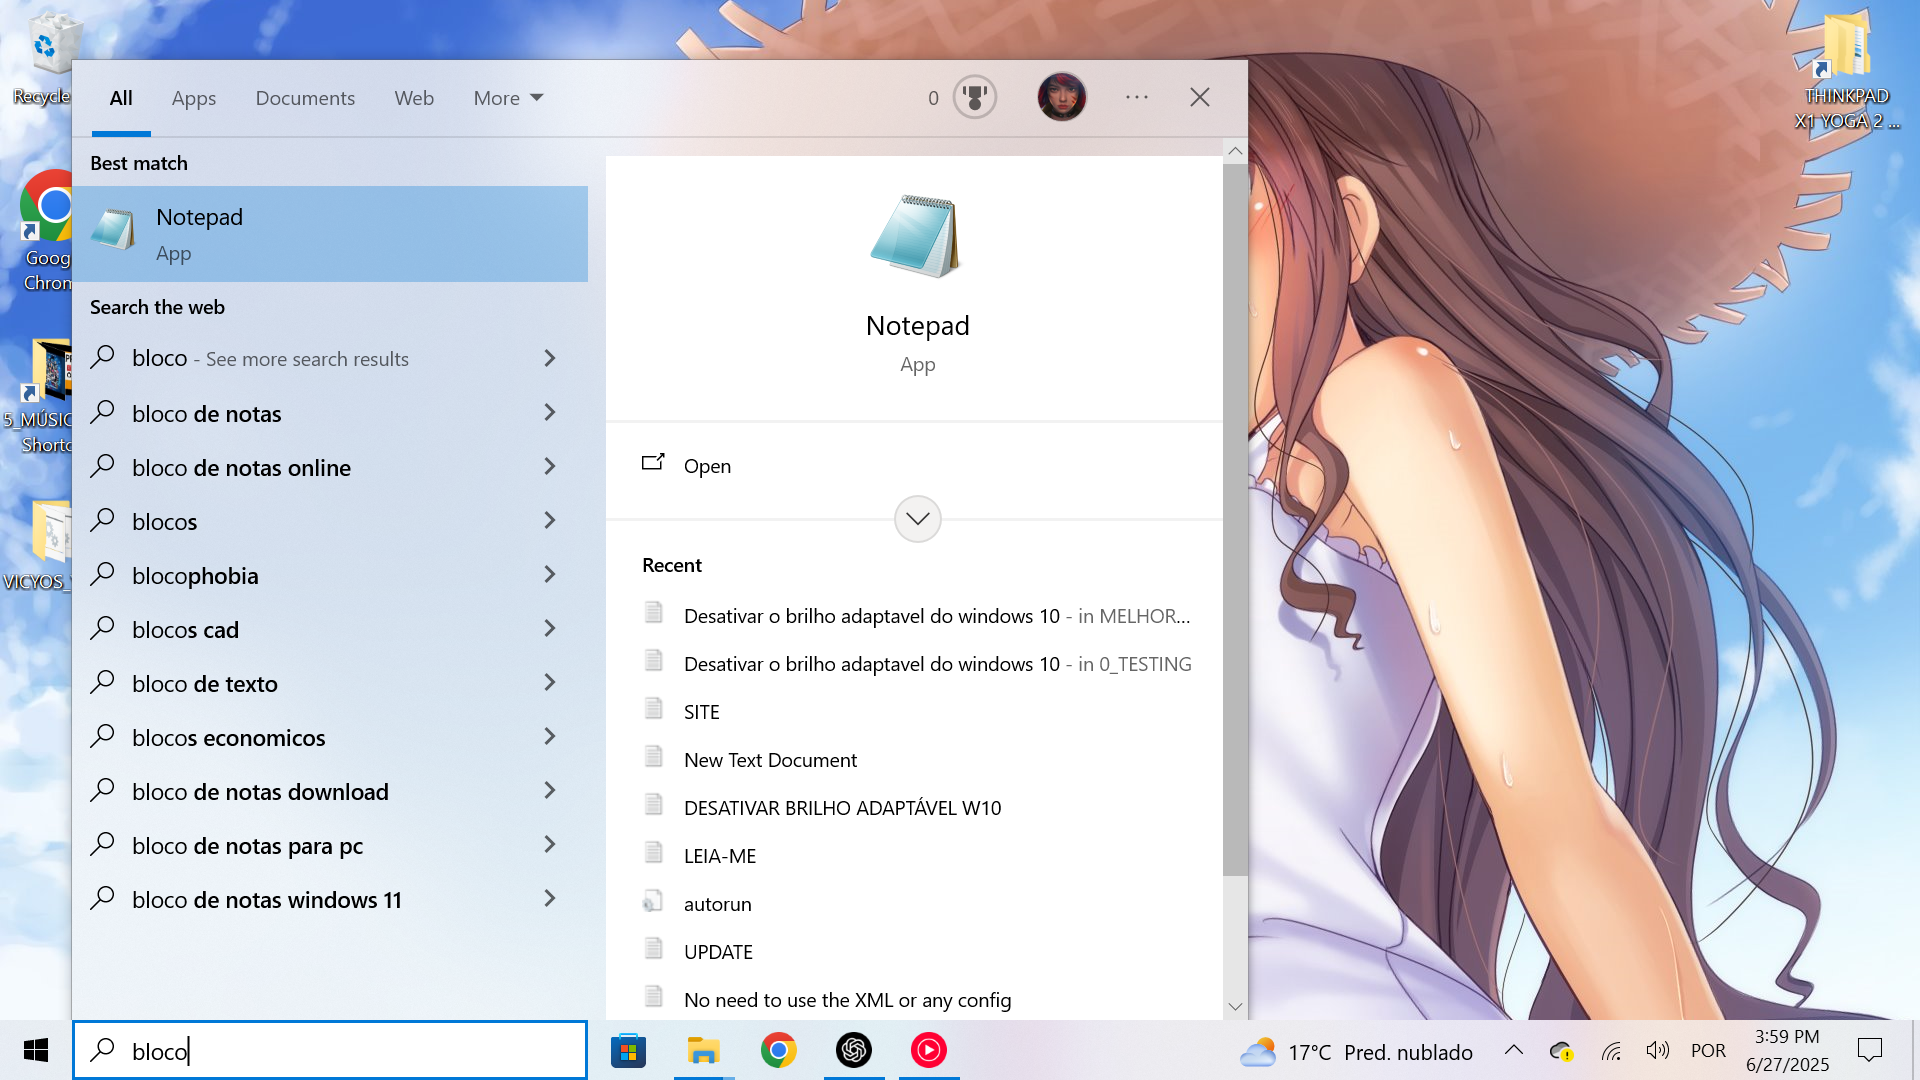 Recycle
THINKPAD
X1 YOGA 2 ...
Goog
Chrom
5_MÚSIC
Shortc
VICYOS_
All
Apps
Documents
Web
More
0
Best match
Notepad
App
Search the web
bloco - See more search results
bloco de notas
bloco de notas online
blocos
blocophobia
blocos cad
bloco de texto
blocos economicos
bloco de notas download
bloco de notas para pc
bloco de notas windows 11
Notepad
App
Open
Recent
Desativar o brilho adaptavel do windows 10 - in MELHOR...
Desativar o brilho adaptavel do windows 10 - in 0_TESTING
SITE
New Text Document
DESATIVAR BRILHO ADAPTÁVEL W10
LEIA-ME
autorun
UPDATE
No need to use the XML or any config
bloco
17°C Pred. nublado
POR
3:59 PM
6/27/2025